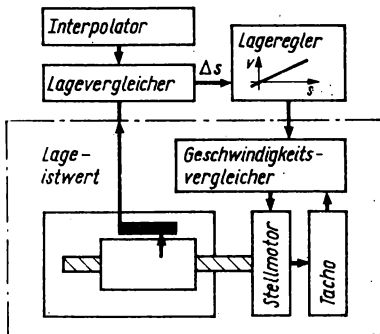 Interpolator
Lagevergleicher
Δs
Lageregler
v
s
Lage-
istwert
Geschwindigkeits-
vergleicher
Stellmotor
Tacho